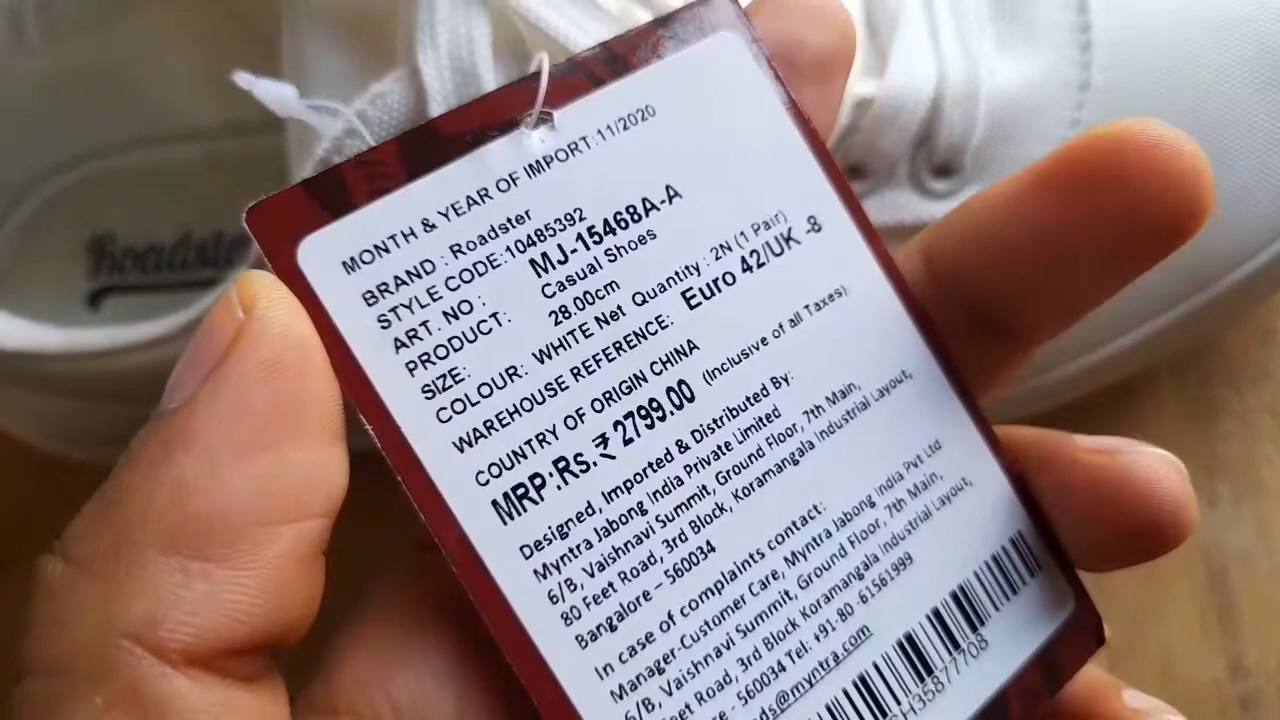 Roadster
MONTH & YEAR OF IMPORT:11/2020
BRAND : Roadster
STYLE CODE:10485392
ART. NO : MJ-15468A-A
PRODUCT: Casual Shoes
SIZE: 28.00cm
COLOUR: WHITE Net Quantity : 2N (1 Pair)
WAREHOUSE REFERENCE: Euro 42/UK -8
COUNTRY OF ORIGIN CHINA
MRP:Rs.₹ 2799.00 (Inclusive of all Taxes)
Designed, Imported & Distributed By:
Myntra Jabong India Private Limited
6/B, Vaishnavi Summit, Ground Floor, 7th Main,
80 Feet Road, 3rd Block, Koramangala Industrial Layout,
Bangalore – 560034
In case of complaints contact:
Manager-Customer Care, Myntra Jabong India Pvt Ltd
6/B, Vaishnavi Summit, Ground Floor, 7th Main,
Feet Road, 3rd Block Koramangala Industrial Layout,
- 560034 Tel: +91-80 -61561999
@myntra.com
35877708